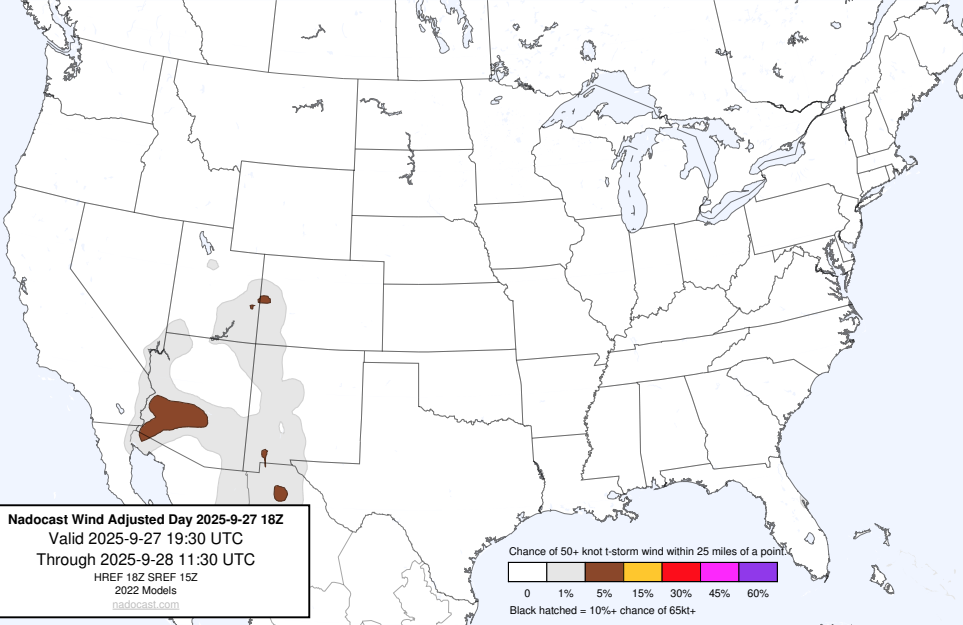 Nadocast Wind Adjusted Day 2025-9-27 18Z
Valid 2025-9-27 19:30 UTC
Through 2025-9-28 11:30 UTC
HREF 18Z SREF 15Z
2022 Models
nadocast.com
Chance of 50+ knot t-storm wind within 25 miles of a point.
0 1% 5% 15% 30% 45% 60%
Black hatched = 10%+ chance of 65kt+